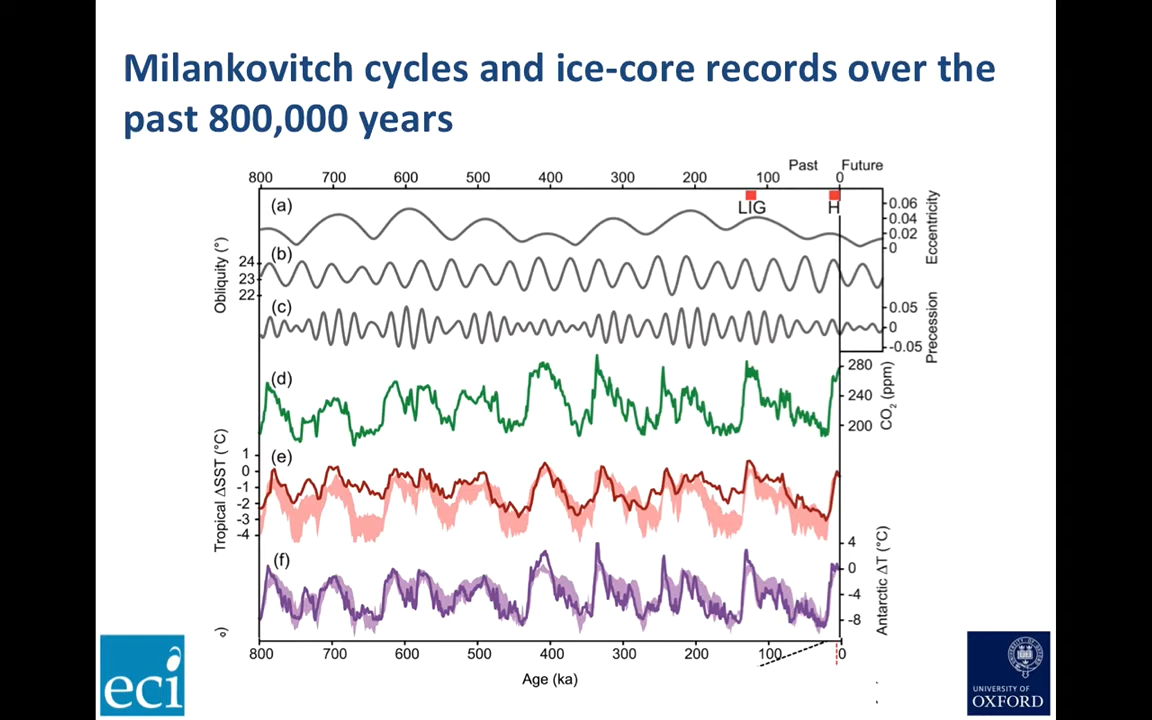 Milankovitch cycles and ice-core records over the
past 800,000 years
Past Future
800 700 600 500 400 300 200 100 0
(a)
LIG
H
0.06
0.04
0.02
0
Eccentricity
(b)
Obliquity (°)
24
23
22
(c)
0.05
0
-0.05
Precession
(d)
280
240
200
CO₂ (ppm)
(e)
Tropical ΔSST (°C)
1
0
-1
-2
-3
-4
(f)
4
0
-4
-8
Antarctic ΔT (°C)
°)
800 700 600 500 400 300 200 100 0
Age (ka)
eci
UNIVERSITY OF
OXFORD